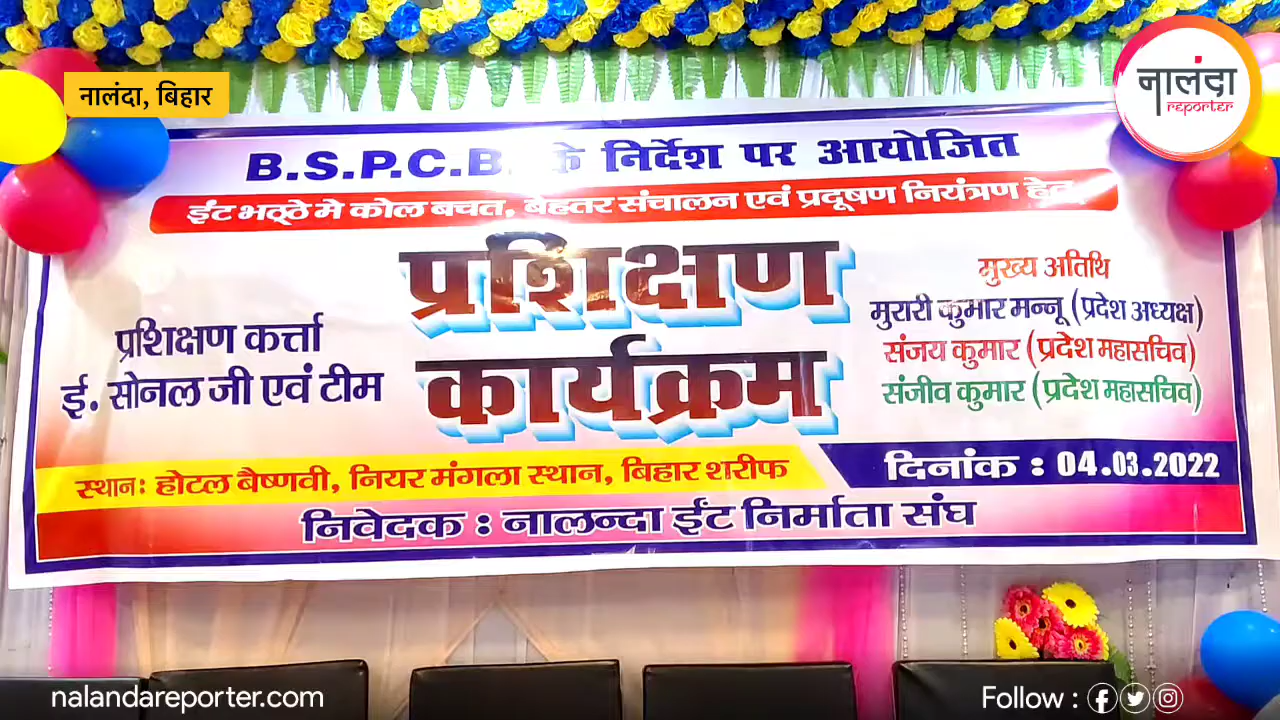 नालंदा, बिहार
नालंदा
reporter
B.S.P.C.B. के निर्देश पर आयोजित
ईंट भठ्ठे मे कोल बचत, बेहतर संचालन एवं प्रदूषण नियंत्रण हेतु
प्रशिक्षण
कार्यक्रम
प्रशिक्षण कर्त्ता
ई. सोनल जी एवं टीम
मुख्य अतिथि
मुरारी कुमार मन्नू (प्रदेश अध्यक्ष)
संजय कुमार (प्रदेश महासचिव)
संजीव कुमार (प्रदेश महासचिव)
स्थान: होटल बैष्णवी, नियर मंगला स्थान, बिहार शरीफ
दिनांक : 04.03.2022
निवेदक : नालन्दा ईंट निर्माता संघ
nalandareporter.com
Follow :